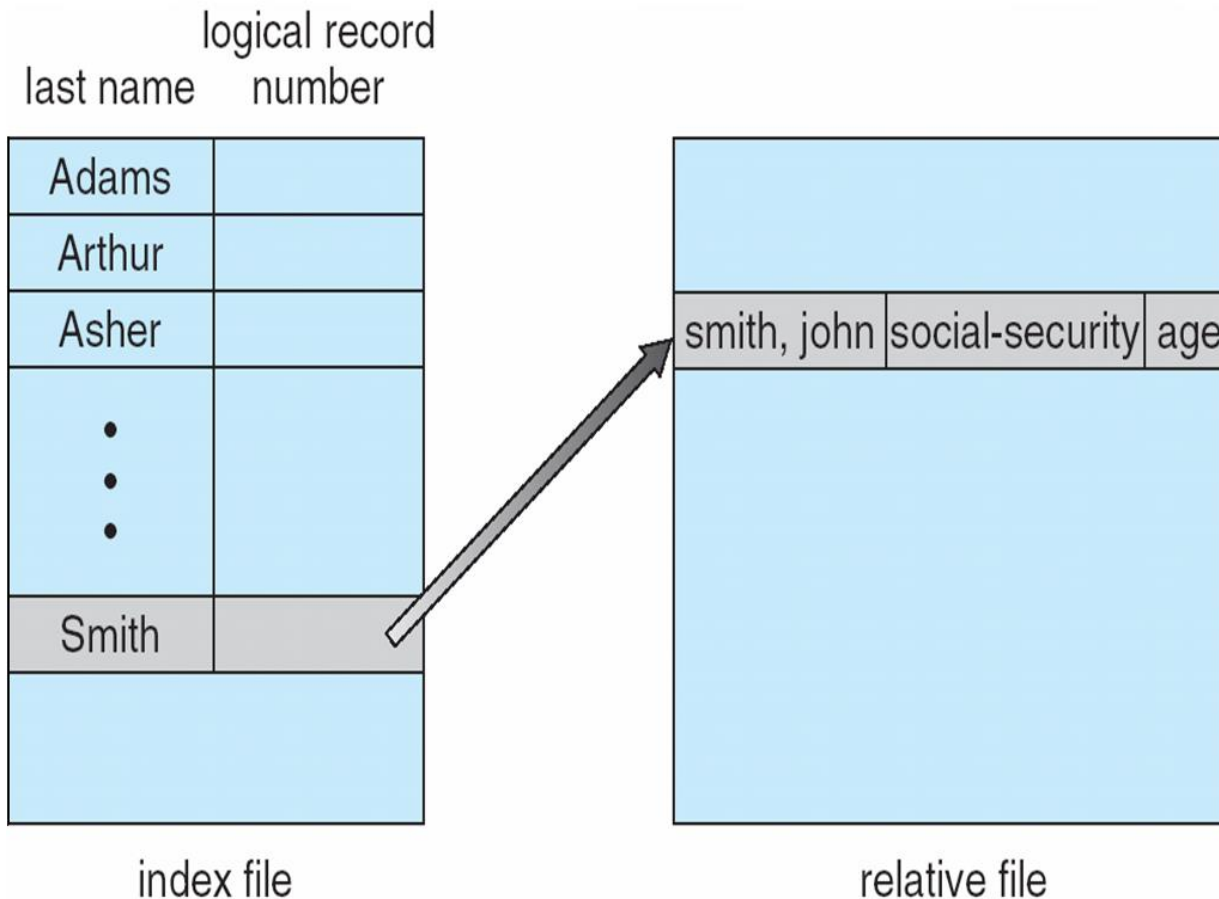 logical record
last name number
Adams
Arthur
Asher
Smith
smith, john social-security age
index file
relative file